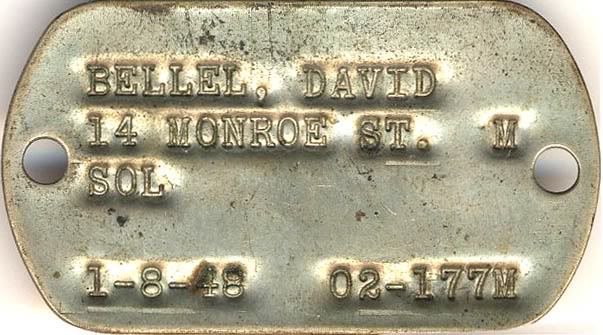 BELLEL, DAVID
14 MONROE ST. M
SOL
1-8-48 02-177M